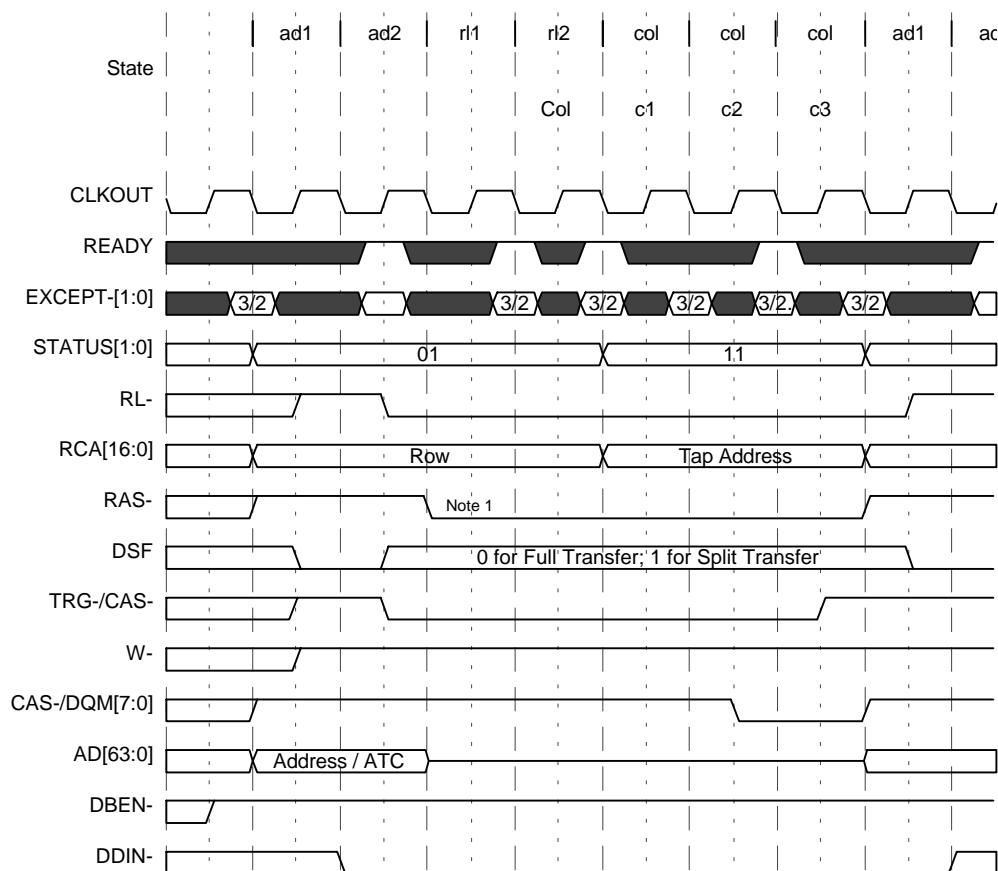 ad1 ad2 rl1 rl2 col col col ad1 ad
State
Col c1 c2 c3
CLKOUT
READY
EXCEPT-[1:0] 3/2 3/2 3/2 3/2 3/2. 3/2
STATUS[1:0] 01 11
RL-
RCA[16:0] Row Tap Address
RAS- Note 1
DSF 0 for Full Transfer; 1 for Split Transfer
TRG-/CAS-
W-
CAS-/DQM[7:0]
AD[63:0] Address / ATC
DBEN-
DDIN-